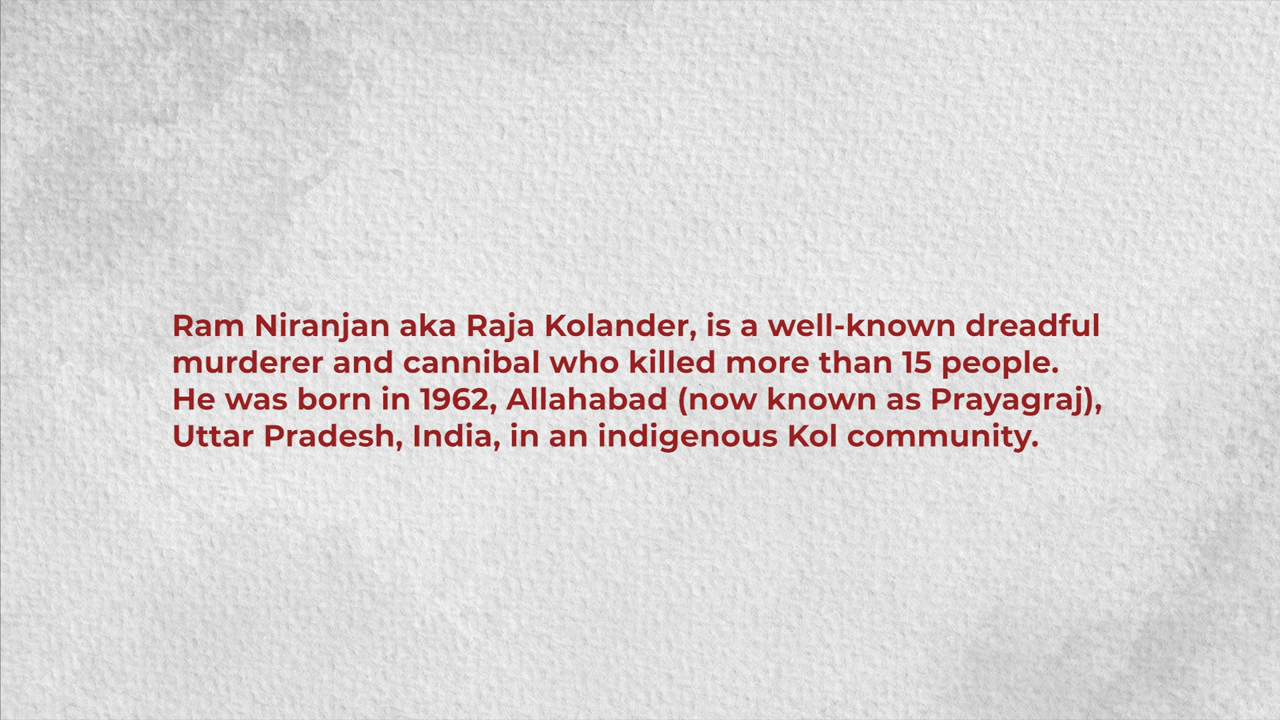 Ram Niranjan aka Raja Kolander, is a well-known dreadful
murderer and cannibal who killed more than 15 people.
He was born in 1962, Allahabad (now known as Prayagraj),
Uttar Pradesh, India, in an indigenous Kol community.